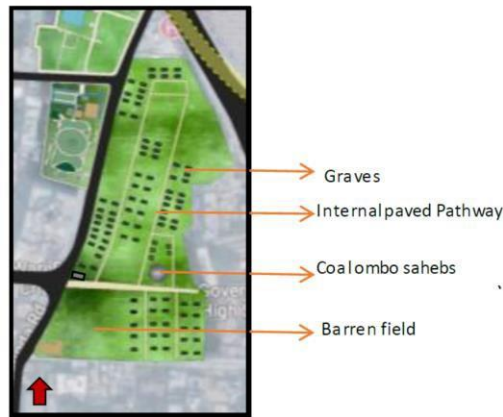 Graves
Internal paved Pathway
Coalombo sahebs
Barren field